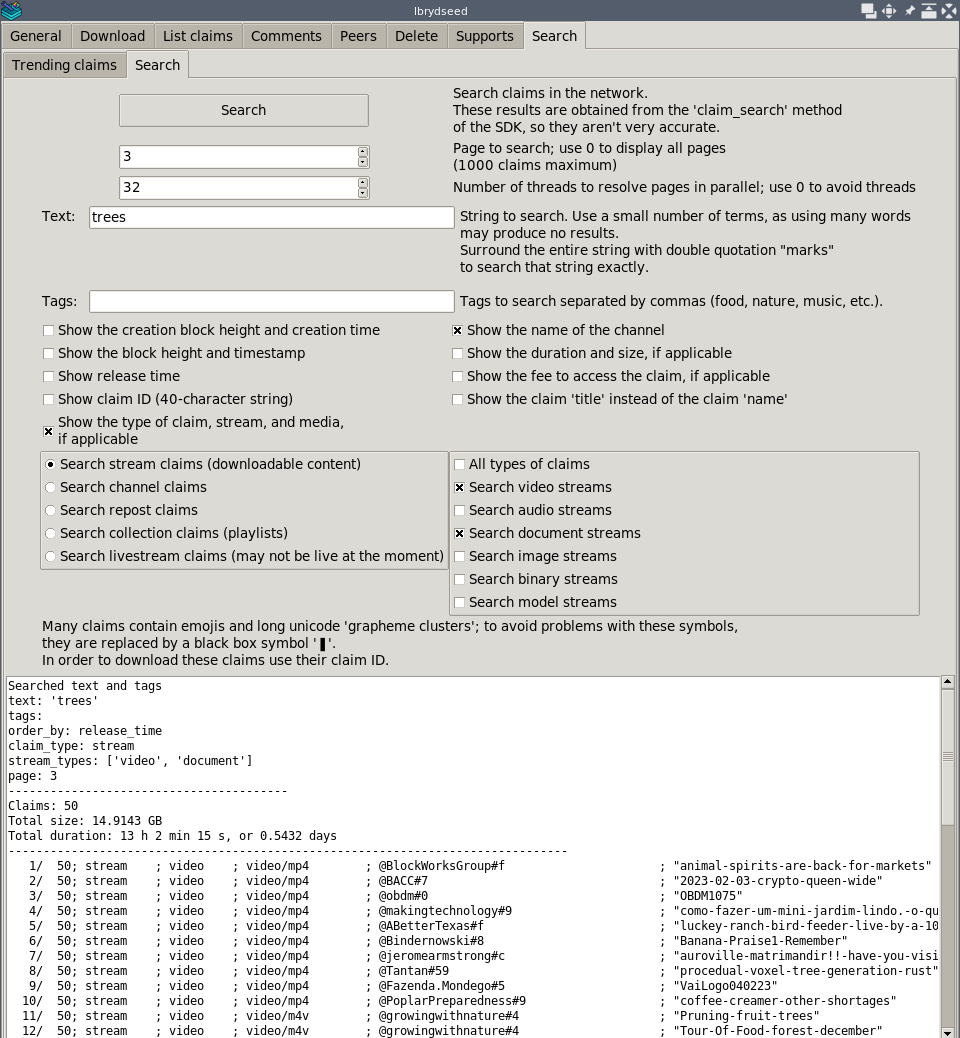 lbrydseed
General Download List claims Comments Peers Delete Supports Search
Trending claims Search
Search
Search claims in the network.
These results are obtained from the 'claim_search' method
of the SDK, so they aren't very accurate.
3
Page to search; use 0 to display all pages
(1000 claims maximum)
32
Number of threads to resolve pages in parallel; use 0 to avoid threads
Text: trees
String to search. Use a small number of terms, as using many words
may produce no results.
Surround the entire string with double quotation "marks"
to search that string exactly.
Tags:
Tags to search separated by commas (food, nature, music, etc.).
Show the creation block height and creation time
Show the name of the channel
Show the block height and timestamp
Show the duration and size, if applicable
Show release time
Show the fee to access the claim, if applicable
Show claim ID (40-character string)
Show the claim 'title' instead of the claim 'name'
Show the type of claim, stream, and media,
if applicable
Search stream claims (downloadable content)
Search channel claims
Search repost claims
Search collection claims (playlists)
Search livestream claims (may not be live at the moment)
All types of claims
Search video streams
Search audio streams
Search document streams
Search image streams
Search binary streams
Search model streams
Many claims contain emojis and long unicode 'grapheme clusters'; to avoid problems with these symbols,
they are replaced by a black box symbol '❚'.
In order to download these claims use their claim ID.
Searched text and tags
text: 'trees'
tags:
order_by: release_time
claim_type: stream
stream_types: ['video', 'document']
page: 3
----------------------------------------
Claims: 50
Total size: 14.9143 GB
Total duration: 13 h 2 min 15 s, or 0.5432 days
--------------------------------------------------------------------------------
1/ 50; stream ; video ; video/mp4 ; @BlockWorksGroup#f ; "animal-spirits-are-back-for-markets"
2/ 50; stream ; video ; video/mp4 ; @BACC#7 ; "2023-02-03-crypto-queen-wide"
3/ 50; stream ; video ; video/mp4 ; @obdm#0 ; "OBDM1075"
4/ 50; stream ; video ; video/mp4 ; @makingtechnology#9 ; "como-fazer-um-mini-jardim-lindo.-o-qu
5/ 50; stream ; video ; video/mp4 ; @ABetterTexas#f ; "luckey-ranch-bird-feeder-live-by-a-10
6/ 50; stream ; video ; video/mp4 ; @Bindernowski#8 ; "Banana-Praise1-Remember"
7/ 50; stream ; video ; video/mp4 ; @jeromearmstrong#c ; "auroville-matrimandir!!-have-you-visi
8/ 50; stream ; video ; video/mp4 ; @Tantan#59 ; "procedual-voxel-tree-generation-rust"
9/ 50; stream ; video ; video/mp4 ; @Fazenda.Mondego#5 ; "VaiLogo040223"
10/ 50; stream ; video ; video/mp4 ; @PoplarPreparedness#9 ; "coffee-creamer-other-shortages"
11/ 50; stream ; video ; video/m4v ; @growingwithnature#4 ; "Pruning-fruit-trees"
12/ 50; stream ; video ; video/m4v ; @growingwithnature#4 ; "Tour-Of-Food-forest-december"